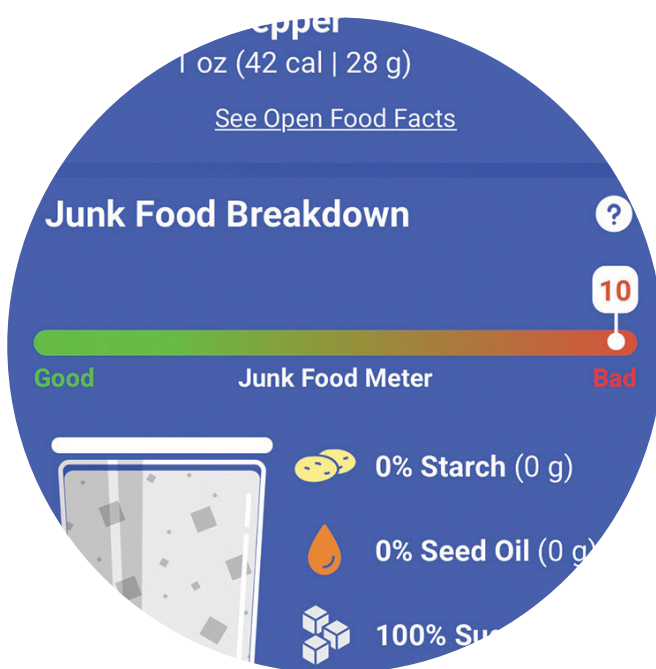 1 oz (42 cal | 28 g)
See Open Food Facts
Junk Food Breakdown
?
10
Good
Junk Food Meter
Bad
0% Starch (0 g)
0% Seed Oil (0 g)
100%